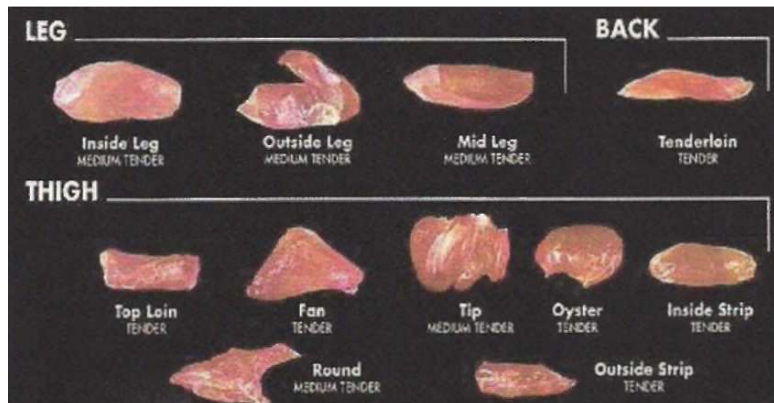 LEG
BACK
Inside Leg
MEDIUM TENDER
Outside Leg
MEDIUM TENDER
Mid Leg
MEDIUM TENDER
Tenderloin
TENDER
THIGH
Top Loin
TENDER
Fan
TENDER
Tip
MEDIUM TENDER
Oyster
TENDER
Inside Strip
TENDER
Round
MEDIUM TENDER
Outside Strip
TENDER